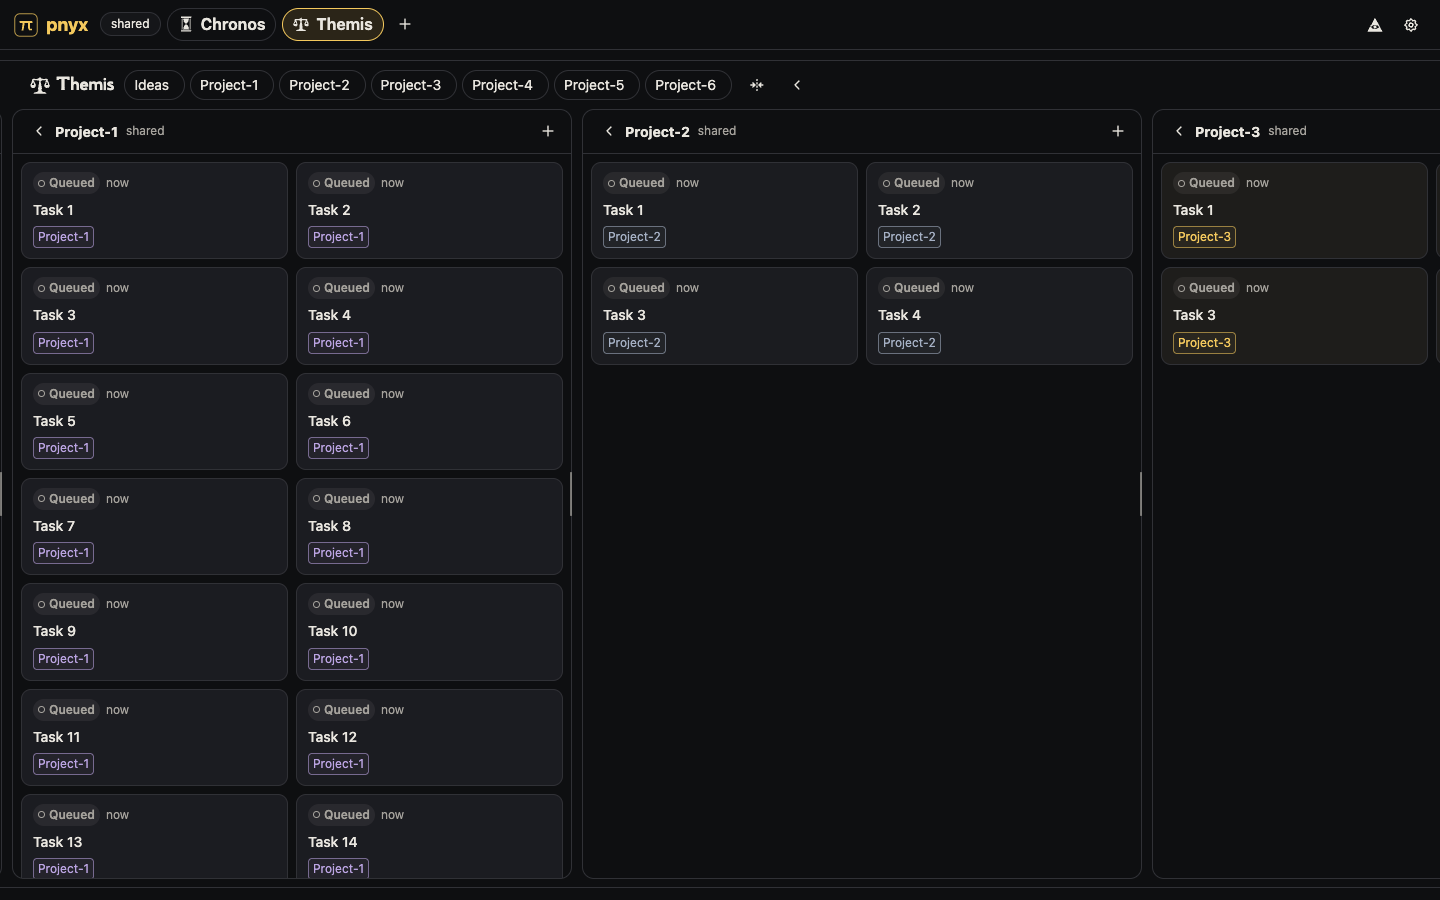 π pnyx shared Chronos Themis +
Themis Ideas Project-1 Project-2 Project-3 Project-4 Project-5 Project-6
Project-1 shared +
Queued now
Task 1
Project-1
Queued now
Task 2
Project-1
Queued now
Task 3
Project-1
Queued now
Task 4
Project-1
Queued now
Task 5
Project-1
Queued now
Task 6
Project-1
Queued now
Task 7
Project-1
Queued now
Task 8
Project-1
Queued now
Task 9
Project-1
Queued now
Task 10
Project-1
Queued now
Task 11
Project-1
Queued now
Task 12
Project-1
Queued now
Task 13
Project-1
Queued now
Task 14
Project-1
Project-2 shared +
Queued now
Task 1
Project-2
Queued now
Task 2
Project-2
Queued now
Task 3
Project-2
Queued now
Task 4
Project-2
Project-3 shared
Queued now
Task 1
Project-3
Queued now
Task 3
Project-3